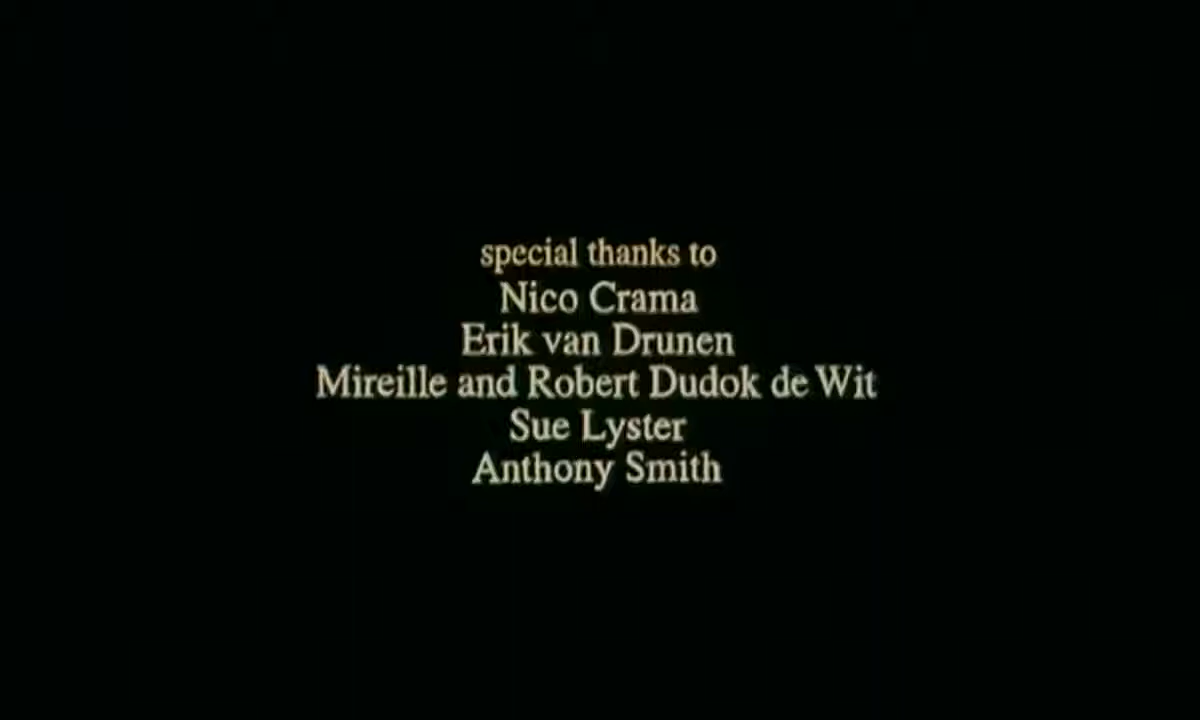 special thanks to
Nico Crama
Erik van Drunen
Mireille and Robert Dudok de Wit
Sue Lyster
Anthony Smith